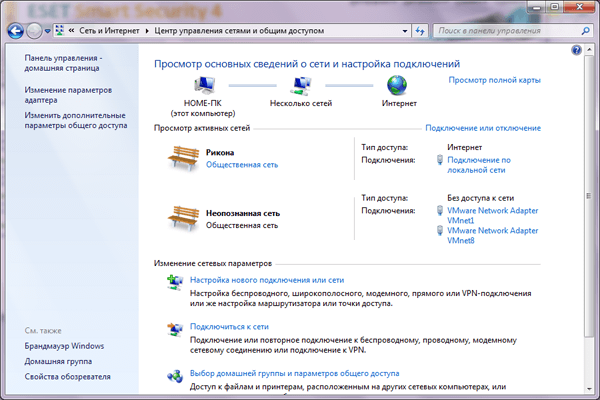 ESET Smart Security 4
Сеть и Интернет ▸ Центр управления сетями и общим доступом
Поиск в панели управления
Панель управления -
домашняя страница
Изменение параметров
адаптера
Изменить дополнительные
параметры общего доступа
Просмотр основных сведений о сети и настройка подключений
Просмотр полной карты
HOME-ПК
(этот компьютер)
Несколько сетей
Интернет
Просмотр активных сетей
Подключение или отключение
Рикона
Общественная сеть
Тип доступа: Интернет
Подключения: Подключение по
локальной сети
Неопознанная сеть
Общественная сеть
Тип доступа: Без доступа к сети
Подключения: VMware Network Adapter
VMnet1
VMware Network Adapter
VMnet8
Изменение сетевых параметров
Настройка нового подключения или сети
Настройка беспроводного, широкополосного, модемного, прямого или VPN-подключения
или же настройка маршрутизатора или точки доступа.
Подключиться к сети
Подключение или повторное подключение к беспроводному, проводному, модемному
сетевому соединению или подключение к VPN.
Выбор домашней группы и параметров общего доступа
Доступ к файлам и принтерам, расположенным на других сетевых компьютерах, или
См. также
Брандмауэр Windows
Домашняя группа
Свойства обозревателя